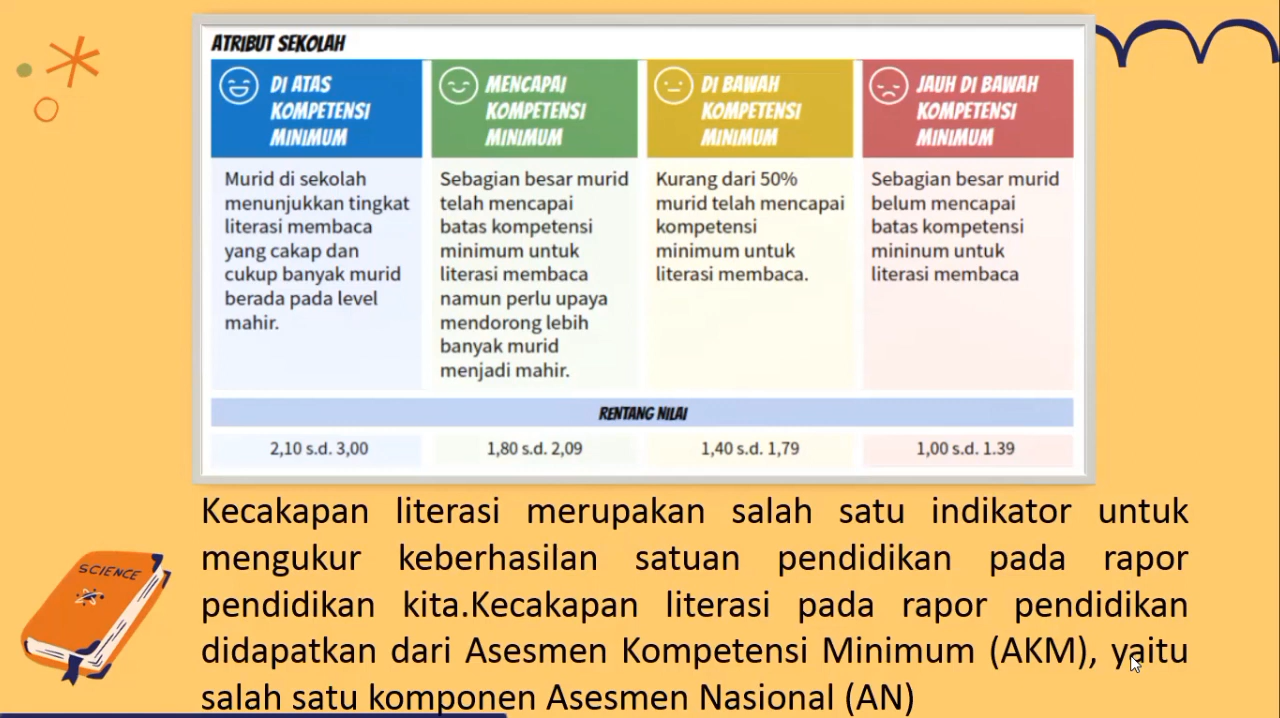 ATRIBUT SEKOLAH
DI ATAS
KOMPETENSI
MINIMUM
Murid di sekolah
menunjukkan tingkat
literasi membaca
yang cakap dan
cukup banyak murid
berada pada level
mahir.
MENCAPAI
KOMPETENSI
MINIMUM
Sebagian besar murid
telah mencapai
batas kompetensi
minimum untuk
literasi membaca
namun perlu upaya
mendorong lebih
banyak murid
menjadi mahir.
DI BAWAH
KOMPETENSI
MINIMUM
Kurang dari 50%
murid telah mencapai
kompetensi
minimum untuk
literasi membaca.
JAUH DI BAWAH
KOMPETENSI
MINIMUM
Sebagian besar murid
belum mencapai
batas kompetensi
mininum untuk
literasi membaca
RENTANG NILAI
2,10 s.d. 3,00
1,80 s.d. 2,09
1,40 s.d. 1,79
1,00 s.d. 1.39
Kecakapan literasi merupakan salah satu indikator untuk
mengukur keberhasilan satuan pendidikan pada rapor
pendidikan kita.Kecakapan literasi pada rapor pendidikan
didapatkan dari Asesmen Kompetensi Minimum (AKM), yaitu
salah satu komponen Asesmen Nasional (AN)
SCIENCE